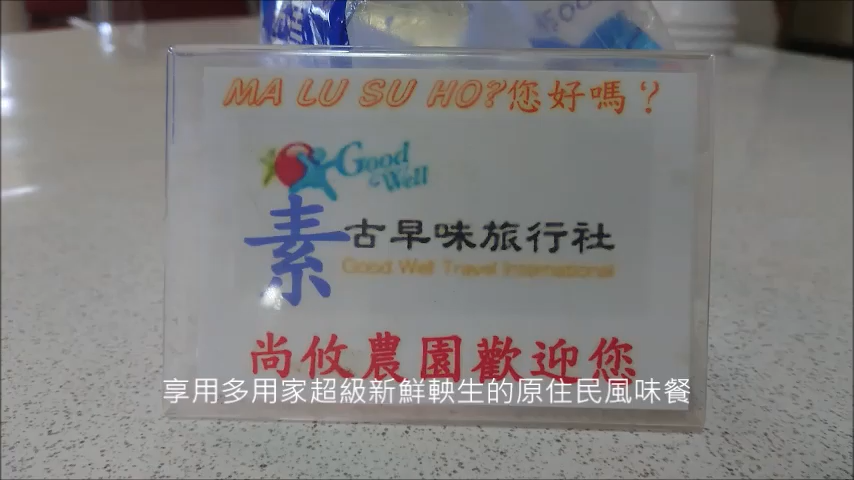 MA LU SU HO?您好嗎？
Good
& Well
素
古早味旅行社
Good Well Travel International
尚攸農園歡迎您
享用多用家超級新鮮軮生的原住民風味餐